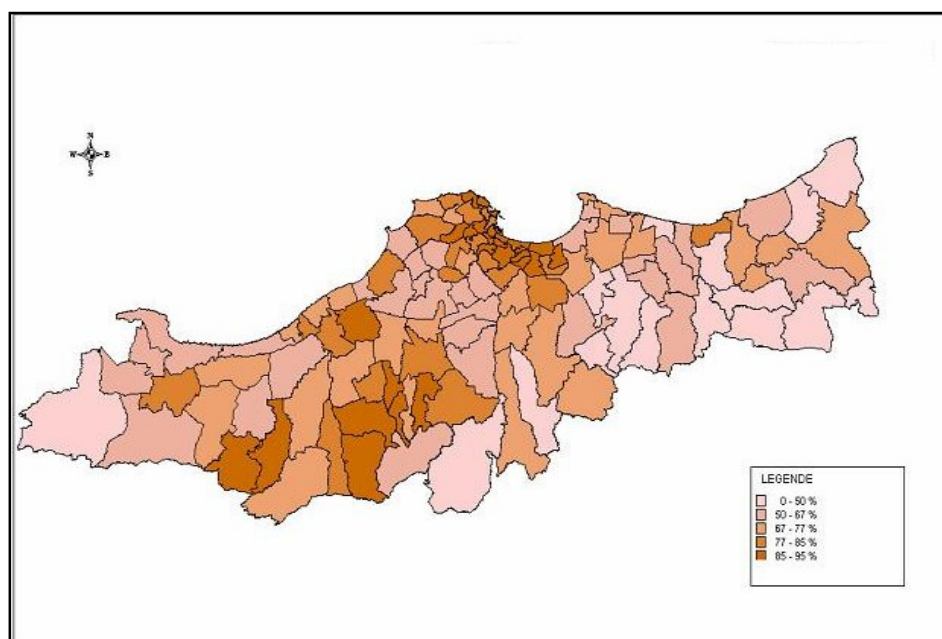 N
W E
S
LEGENDE
0 - 50 %
50 - 67 %
67 - 77 %
77 - 85 %
85 - 95 %